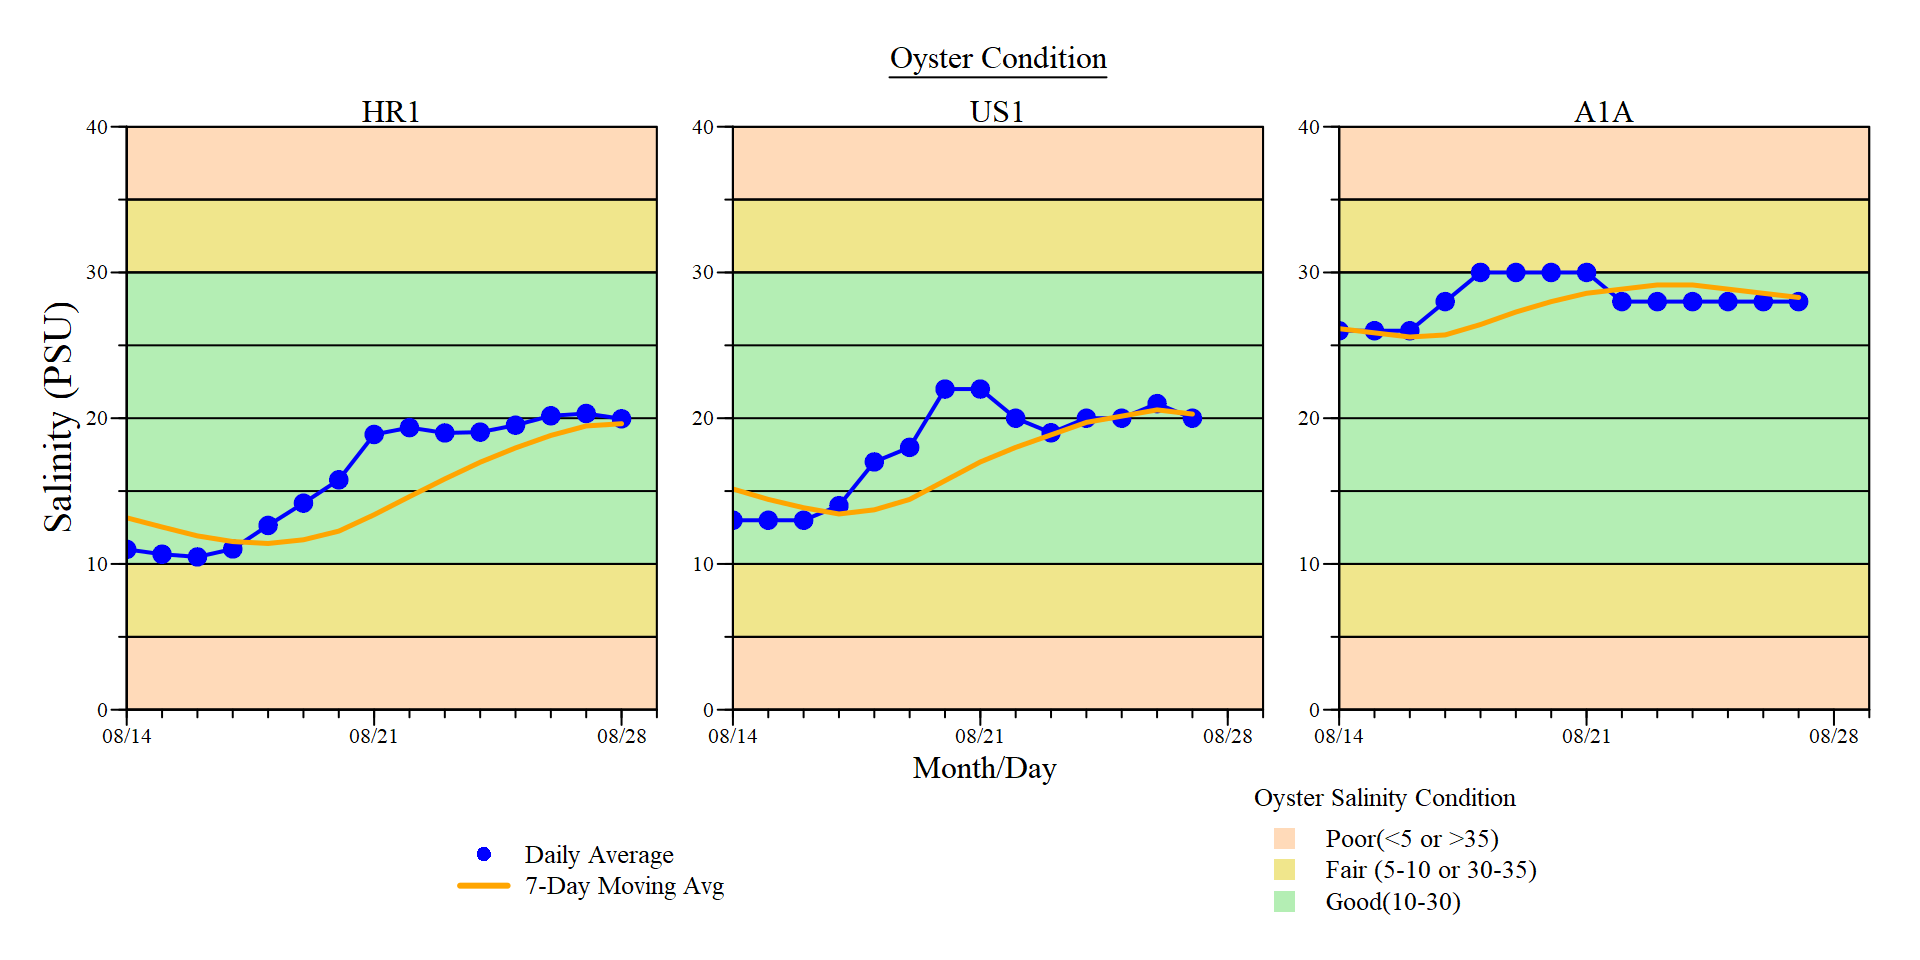 Oyster Condition
HR1
US1
A1A
Salinity (PSU)
40
30
20
10
0
40
30
20
10
0
40
30
20
10
0
08/14
08/21
08/28
08/14
08/21
08/28
08/14
08/21
08/28
Month/Day
Daily Average
7-Day Moving Avg
Oyster Salinity Condition
Poor(<5 or >35)
Fair (5-10 or 30-35)
Good(10-30)